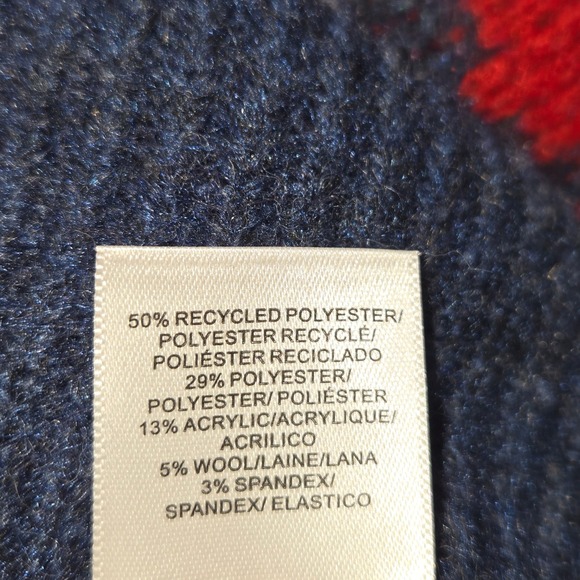 50% RECYCLED POLYESTER/
POLYESTER RECYCLÉ/
POLIÉSTER RECICLADO
29% POLYESTER/
POLYESTER/ POLIÉSTER
13% ACRYLIC/ACRYLIQUE/
ACRILICO
5% WOOL/LAINE/LANA
3% SPANDEX/
SPANDEX/ ELASTICO